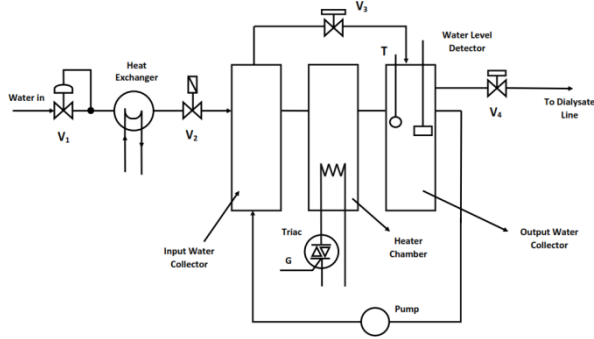 V3
Heat
Exchanger
T
Water Level
Detector
Water in
V1
V2
V4
To Dialysate
Line
Input Water
Collector
Triac
G
Heater
Chamber
Output Water
Collector
Pump